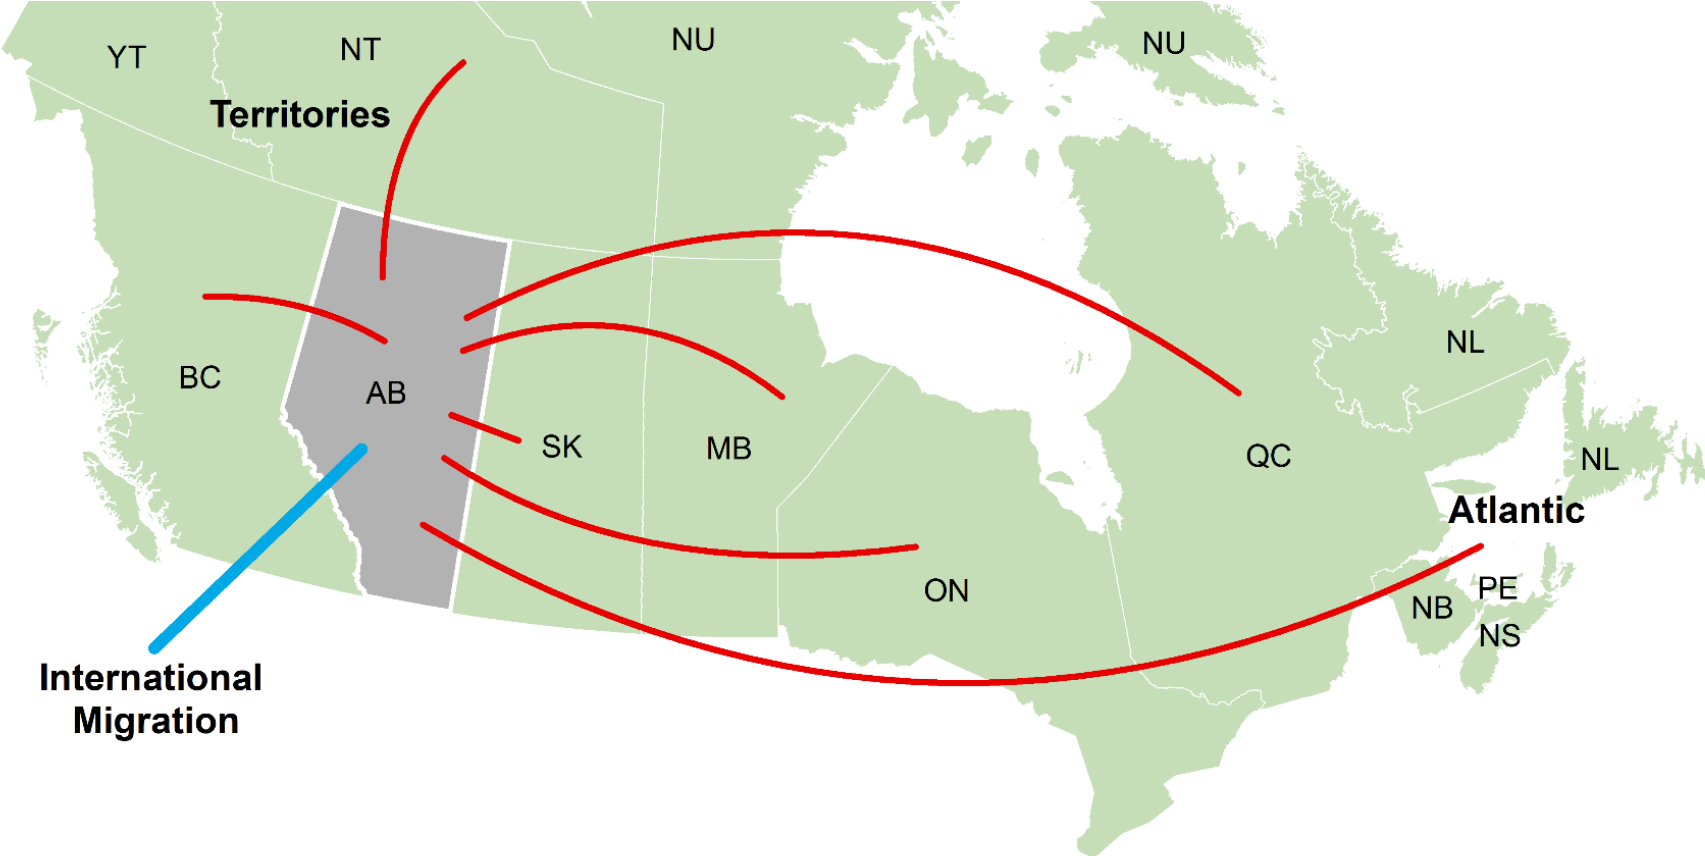 YT
NT
NU
NU
Territories
BC
AB
SK
MB
ON
QC
NL
NL
Atlantic
PE
NB
NS
International
Migration